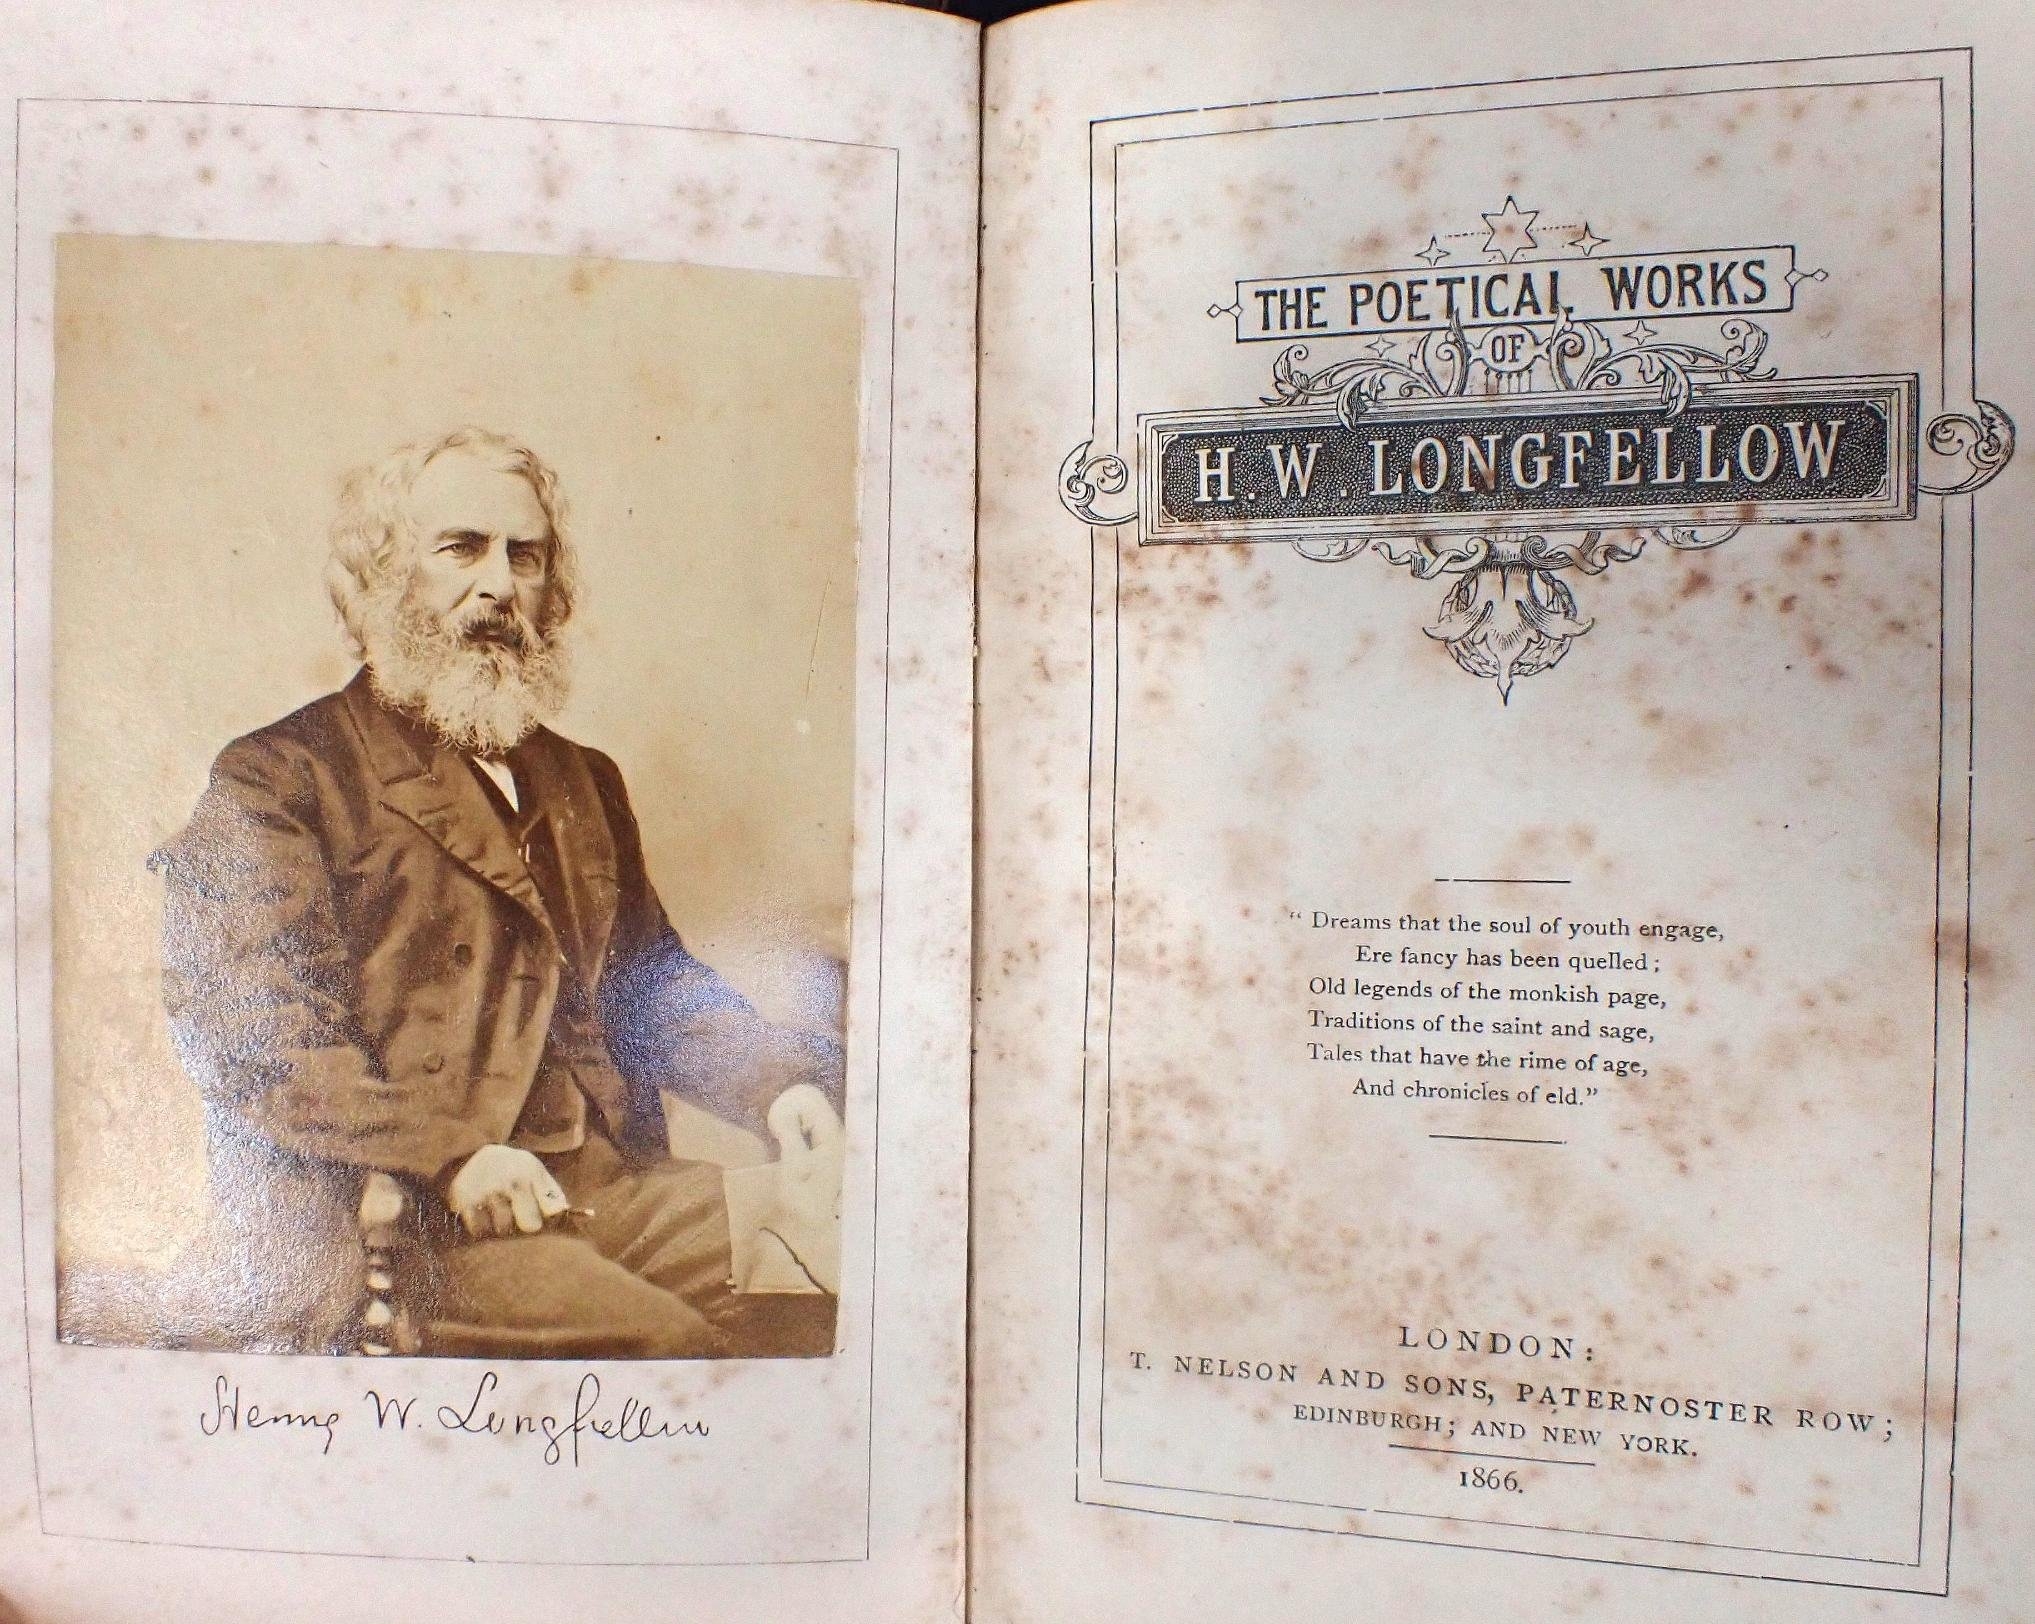 Henry W. Longfellow
THE POETICAL WORKS
OF
H. W. LONGFELLOW
“Dreams that the soul of youth engage,
Ere fancy has been quelled;
Old legends of the monkish page,
Traditions of the saint and sage,
Tales that have the rime of age,
And chronicles of eld.”
LONDON:
T. NELSON AND SONS, PATERNOSTER ROW;
EDINBURGH; AND NEW YORK.
1866.